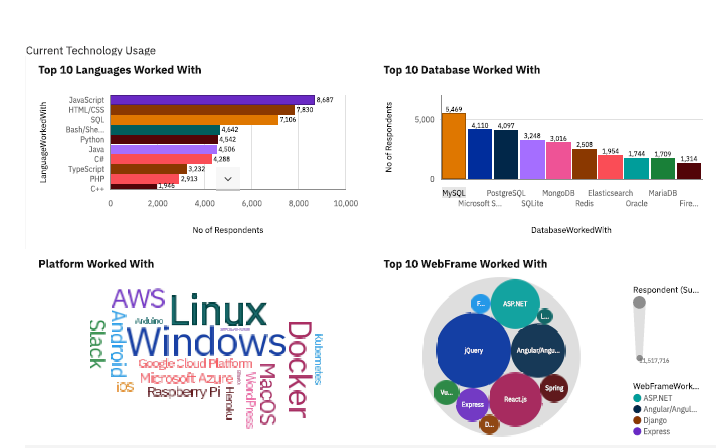 Current Technology Usage
Top 10 Languages Worked With
LanguageWorkedWith
JavaScript 8,687
HTML/CSS 7,830
SQL 7,106
Bash/She... 4,642
Python 4,542
Java 4,506
C# 4,288
TypeScript 3,232
PHP 2,913
C++ 1,946
0 2,000 4,000 6,000 8,000 10,000
No of Respondents
Top 10 Database Worked With
No of Respondents
5,000
0
5,469 4,110 4,097 3,248 3,016 2,508 1,954 1,744 1,709 1,314
MySQL PostgreSQL MongoDB Elasticsearch MariaDB
Microsoft S... SQLite Redis Oracle Fire...
DatabaseWorkedWith
Platform Worked With
AWS
Linux
Arduino
Android
Slack
Windows
Docker
Kubernetes
Google Cloud Platform
Microsoft Azure
iOS
Raspberry Pi
Heroku
WordPress
MacOS
Top 10 WebFrame Worked With
F...
ASP.NET
L...
jQuery
Angular/Angu...
Vu...
Express
React.js
Spring
D...
Respondent (Su...
WebFrameWork...
ASP.NET
Angular/Angul...
Django
Express